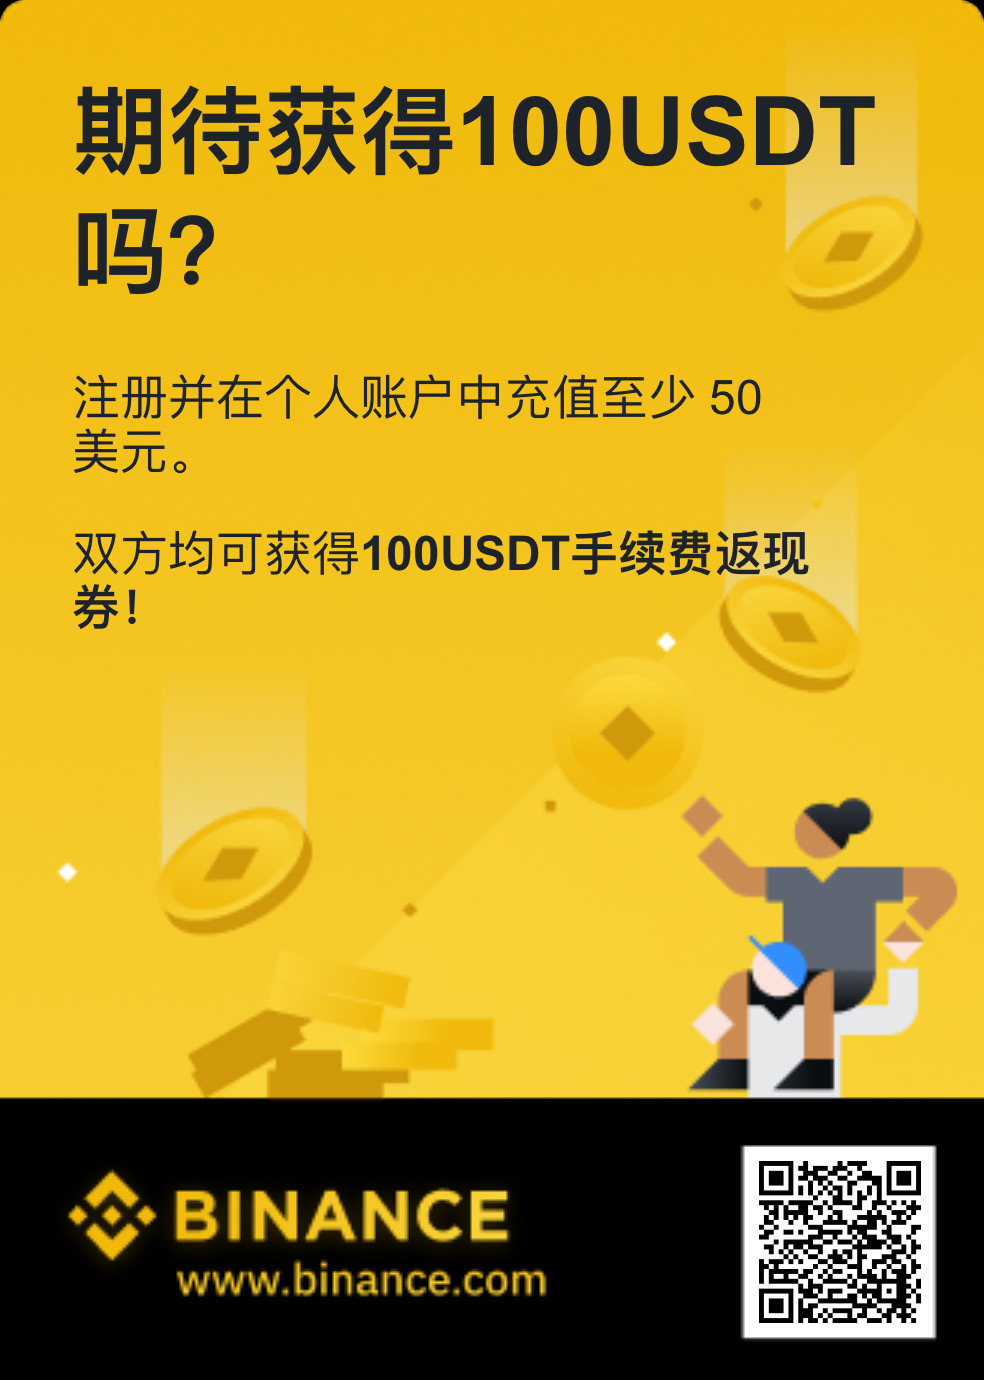 期待获得100USDT
吗？
注册并在个人账户中充值至少 50
美元。
双方均可获得100USDT手续费返现
券！
BINANCE
www.binance.com